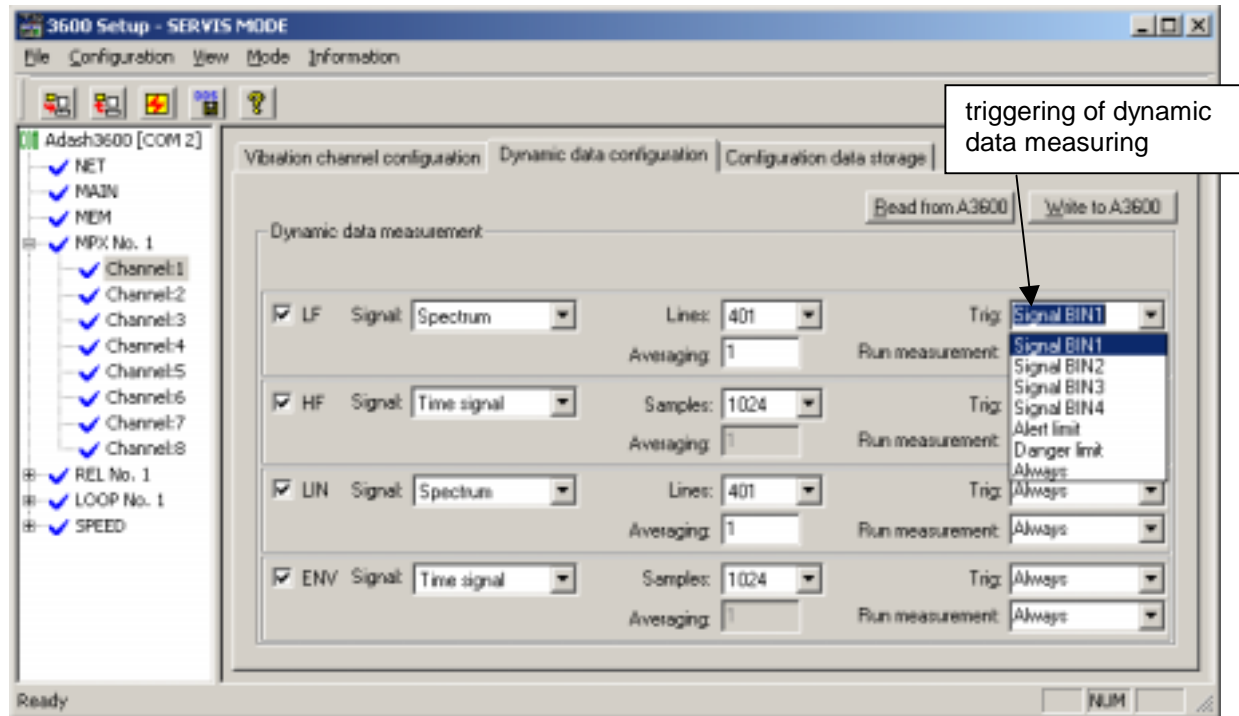 3600 Setup - SERVIS MODE
File Configuration View Mode Information
triggering of dynamic
data measuring
Adash3600 [COM 2]
NET
MAIN
MEM
MPX No. 1
Channel:1
Channel:2
Channel:3
Channel:4
Channel:5
Channel:6
Channel:7
Channel:8
REL No. 1
LOOP No. 1
SPEED
Vibration channel configuration Dynamic data configuration Configuration data storage
Read from A3600 Write to A3600
Dynamic data measurement
LF Signal: Spectrum Lines: 401 Trig: Signal BIN1
Averaging: 1 Run measurement:
Signal BIN1
Signal BIN2
Signal BIN3
Signal BIN4
Alert limit
Danger limit
Always
HF Signal: Time signal Samples: 1024 Trig:
Averaging: 1 Run measurement:
LIN Signal: Spectrum Lines: 401 Trig: Always
Averaging: 1 Run measurement: Always
ENV Signal: Time signal Samples: 1024 Trig: Always
Averaging: 1 Run measurement: Always
Ready NUM